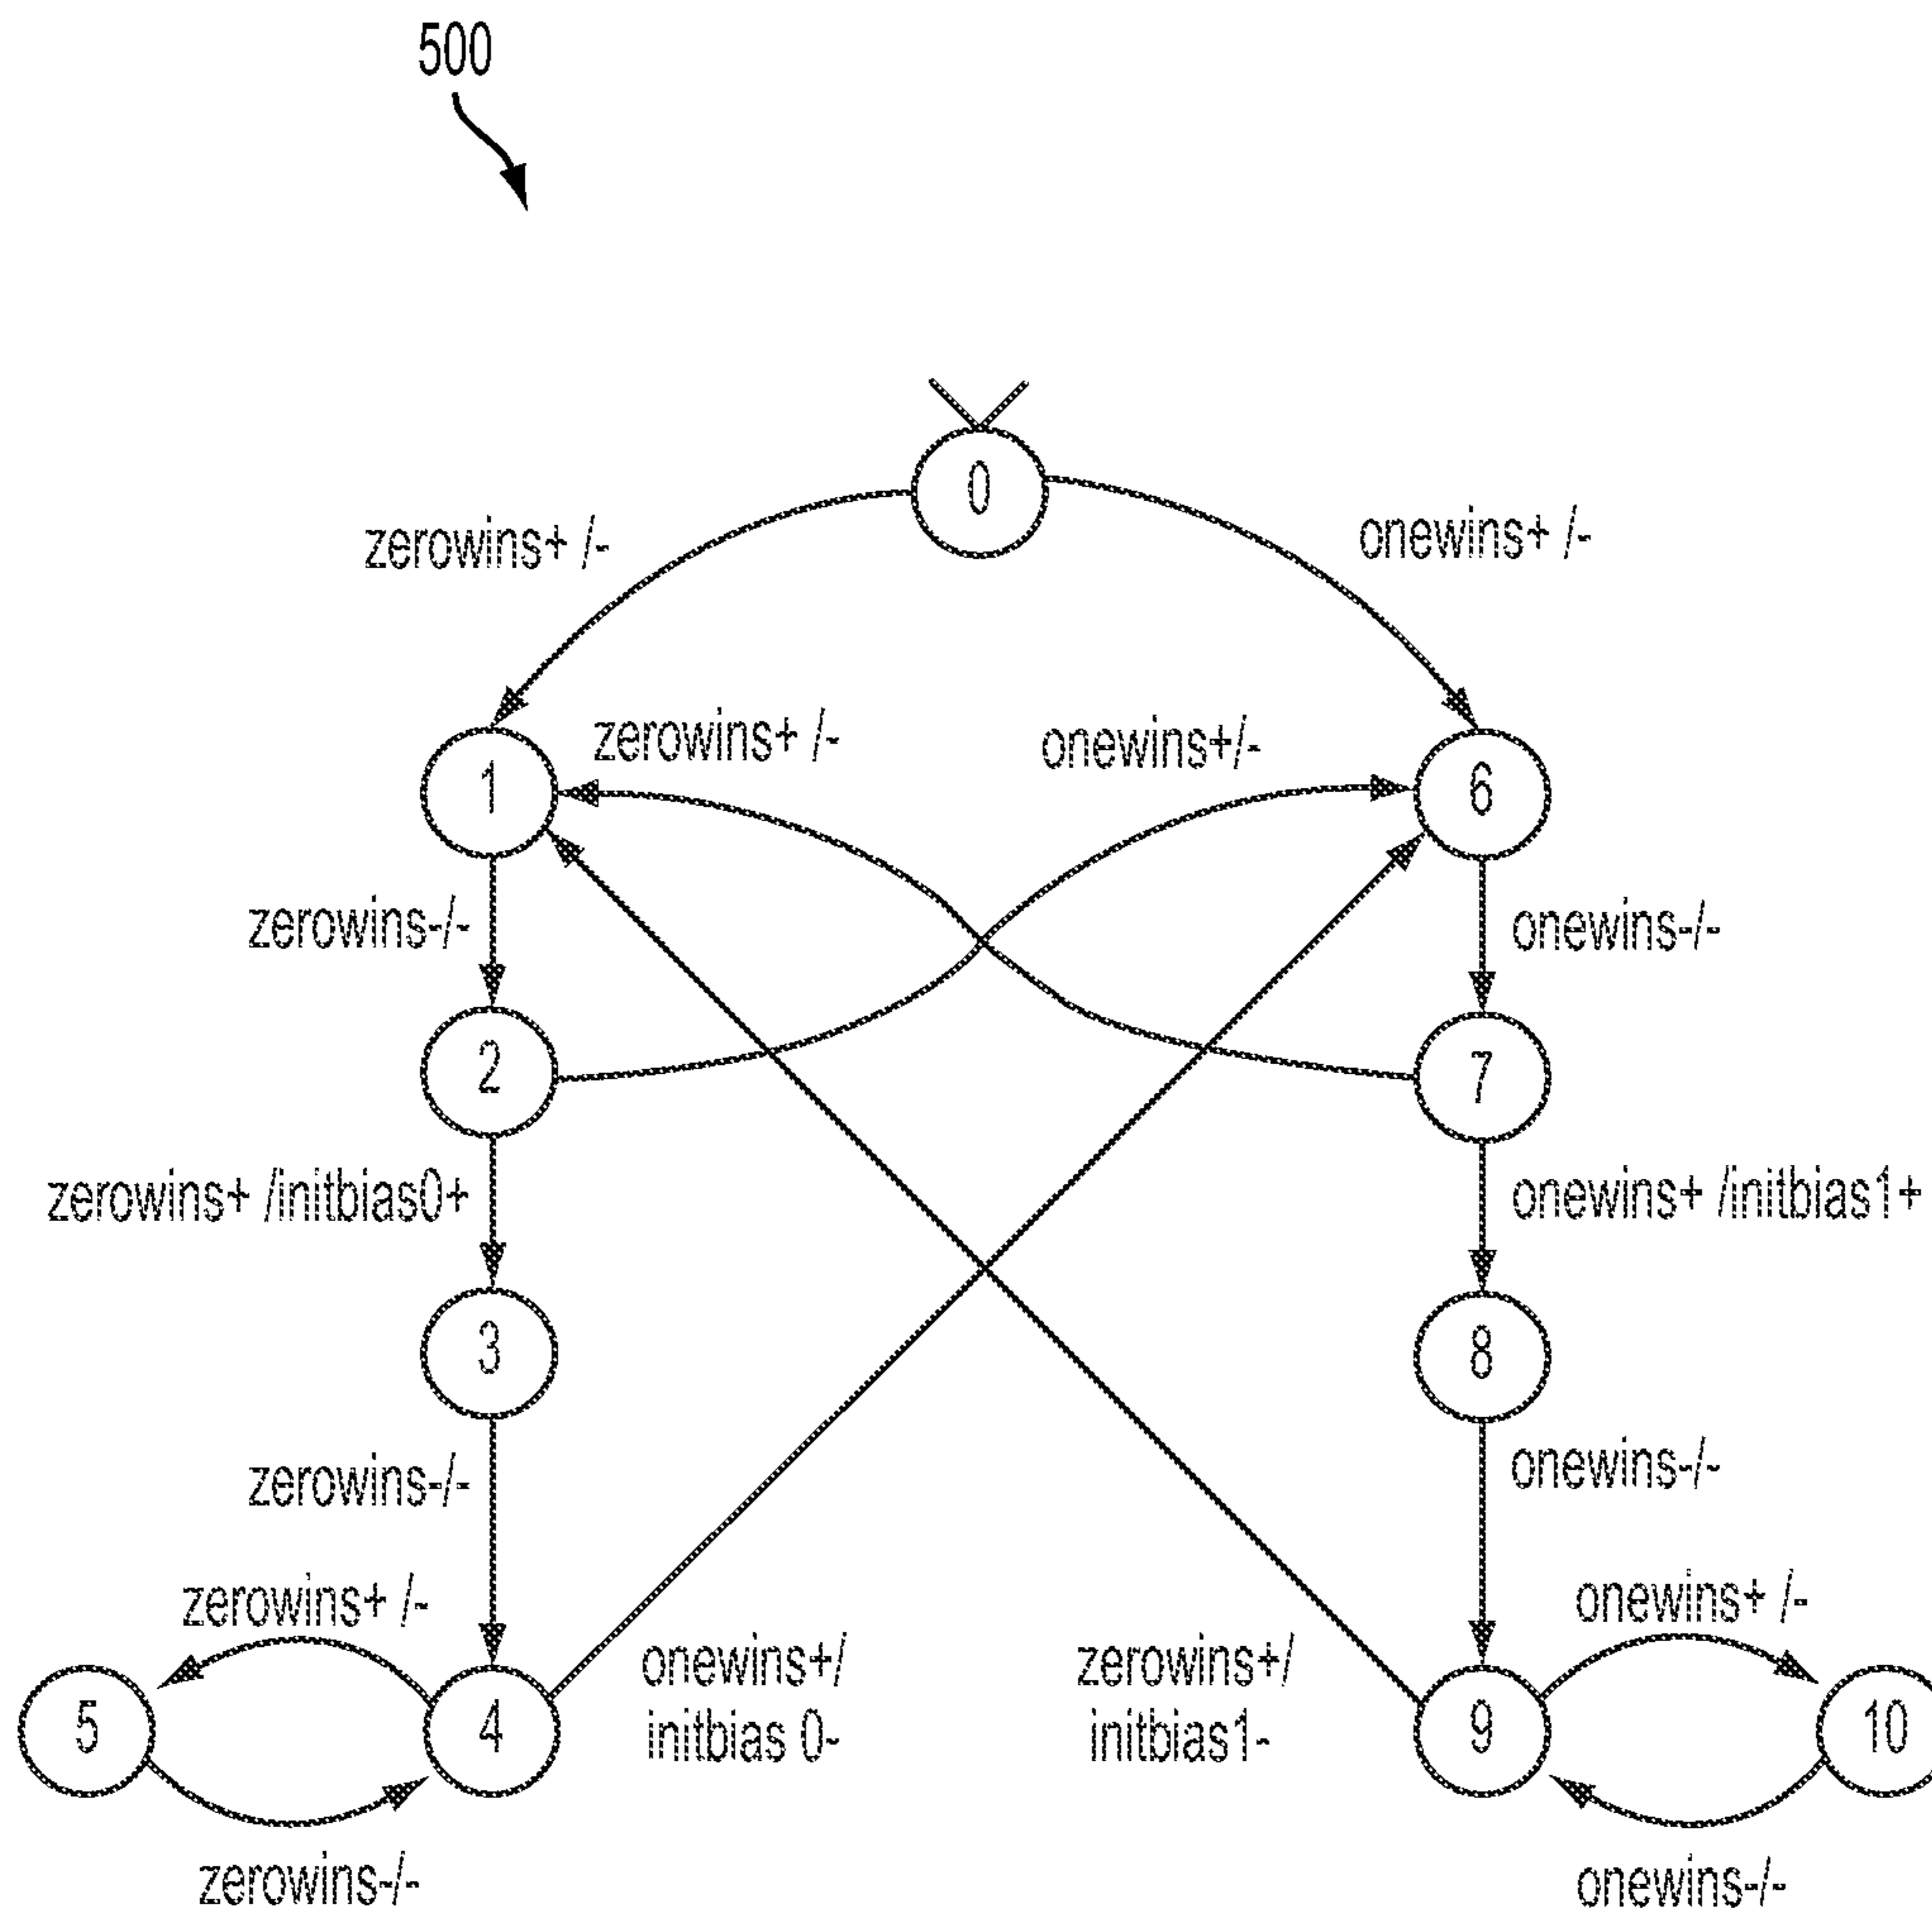 500
0
zerowins+ /-
onewins+ /-
zerowins+ /-
onewins+/-
1
6
zerowins-/-
onewins-/-
2
7
zerowins+ /initbias0+
onewins+ /initbias1+
3
8
zerowins-/-
onewins-/-
zerowins+ /-
onewins+/
initbias 0-
zerowins+/
initbias1-
onewins+ /-
5
4
9
10
zerowins-/-
onewins-/-